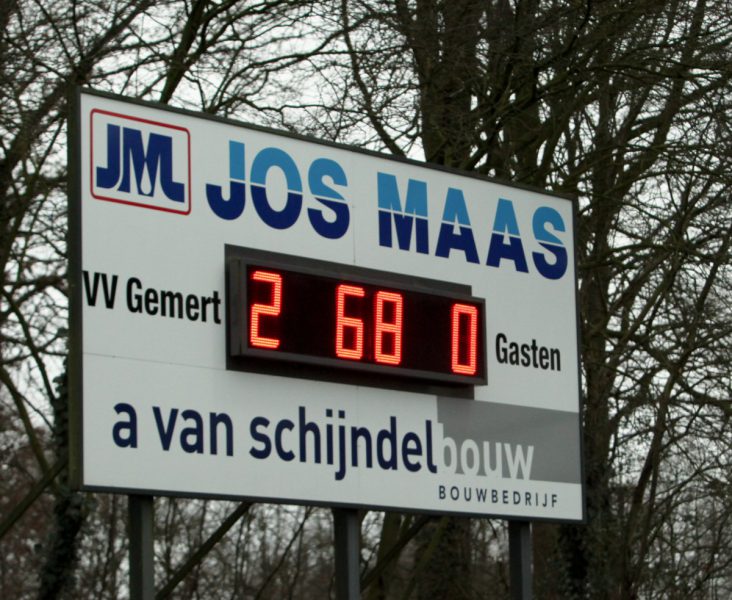 JML JOS MAAS
VV Gemert 2 68 0 Gasten
a van schijndelbouw
BOUWBEDRIJF